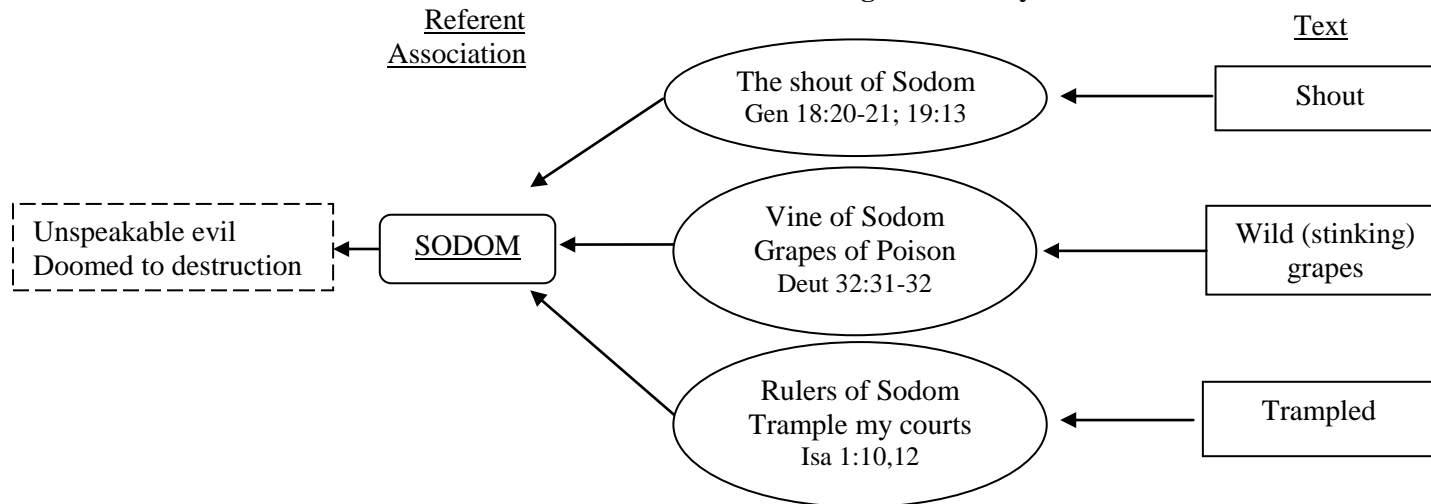 Referent
Association
Text
The shout of Sodom
Gen 18:20-21; 19:13
Shout
Unspeakable evil
Doomed to destruction
SODOM
Vine of Sodom
Grapes of Poison
Deut 32:31-32
Wild (stinking)
grapes
Rulers of Sodom
Trample my courts
Isa 1:10,12
Trampled